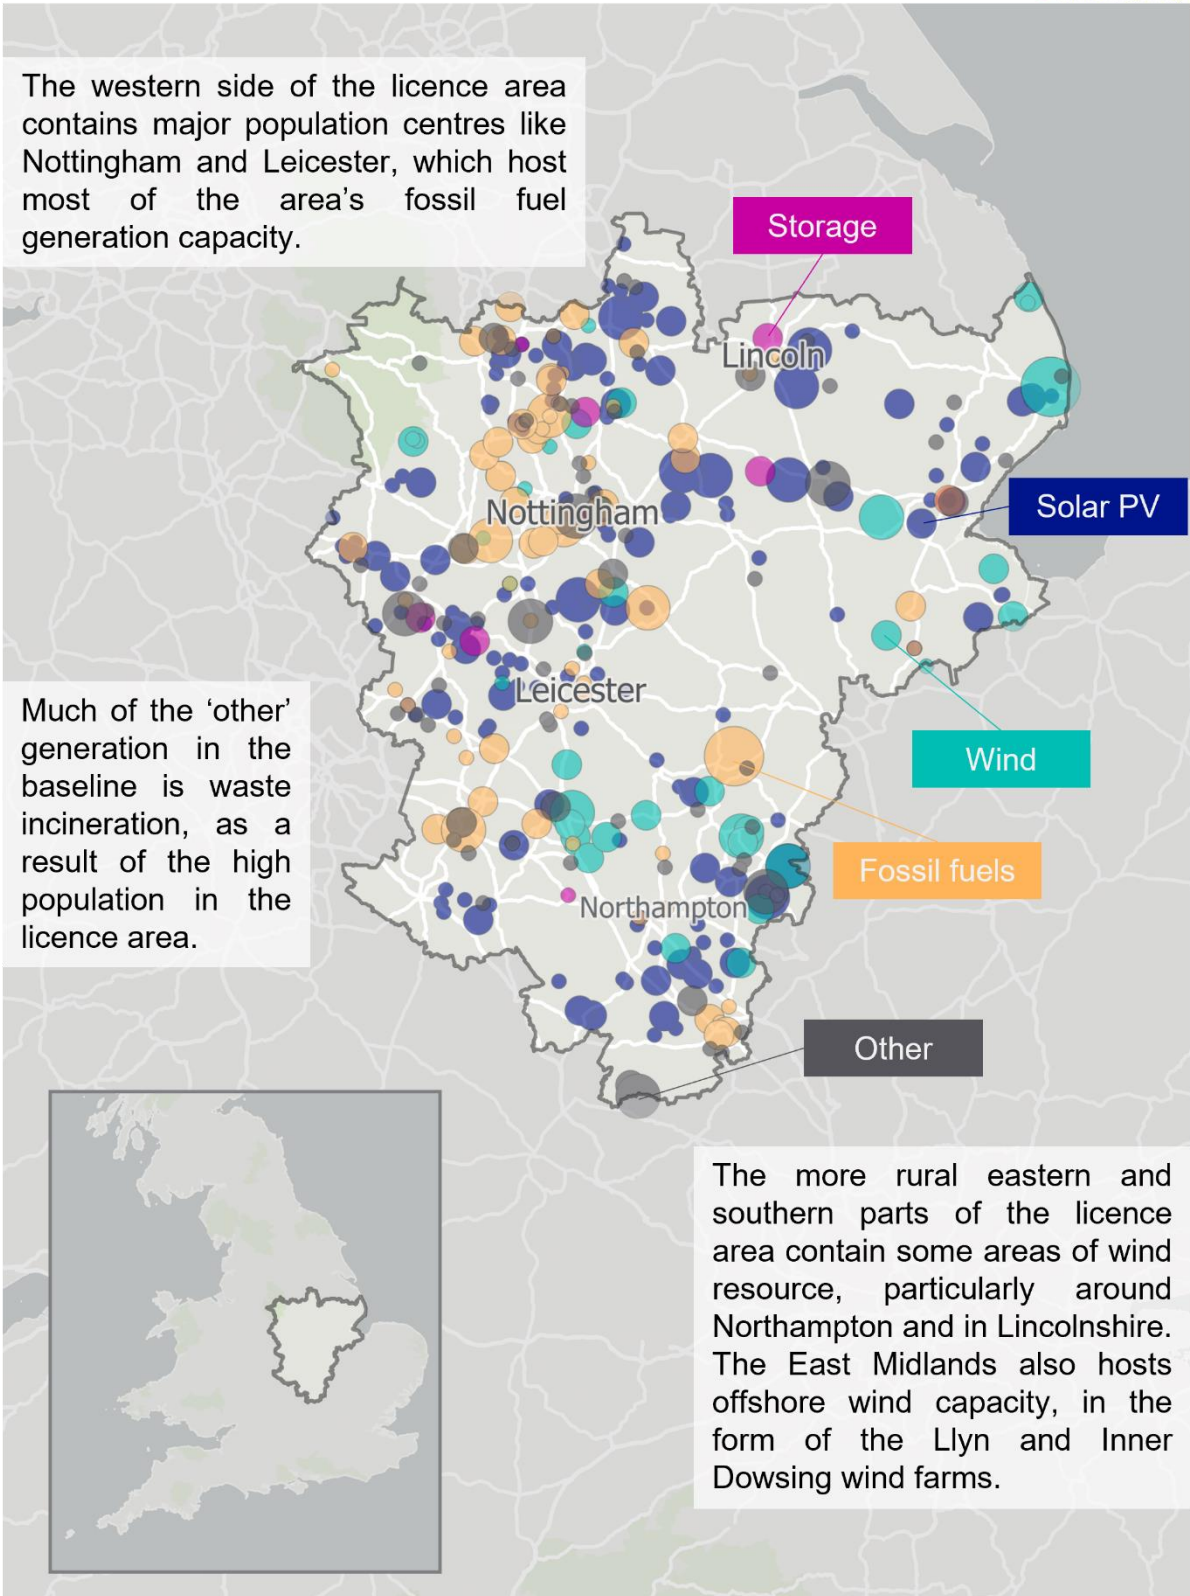 The western side of the licence area
contains major population centres like
Nottingham and Leicester, which host
most of the area’s fossil fuel
generation capacity.
Storage
Lincoln
Solar PV
Nottingham
Leicester
Much of the ‘other’
generation in the
baseline is waste
incineration, as a
result of the high
population in the
licence area.
Wind
Fossil fuels
Northampton
Other
The more rural eastern and
southern parts of the licence
area contain some areas of wind
resource, particularly around
Northampton and in Lincolnshire.
The East Midlands also hosts
offshore wind capacity, in the
form of the Llyn and Inner
Dowsing wind farms.